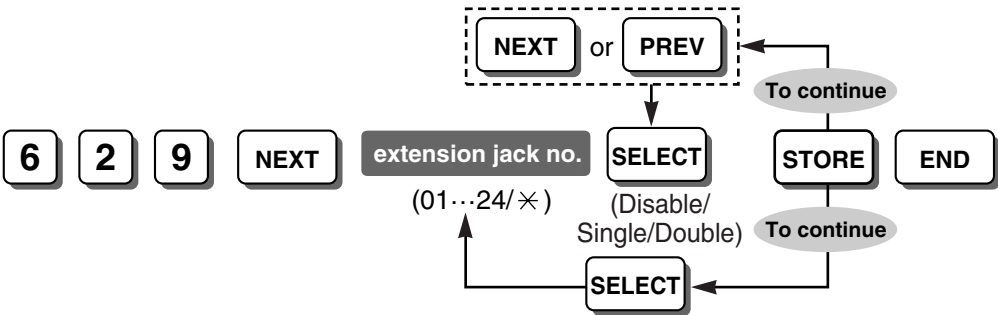 NEXT or PREV
To continue
6 2 9 NEXT extension jack no. SELECT STORE END
(01···24/✳)
(Disable/
Single/Double)
To continue
SELECT